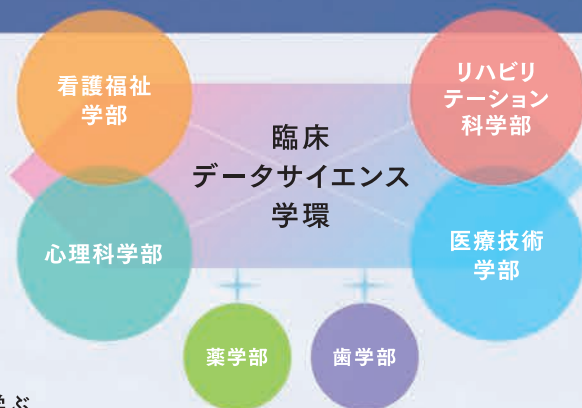 看護福祉
学部
リハビリ
テーション
科学部
臨床
データサイエンス
学環
心理科学部
医療技術
学部
薬学部
歯学部
ぶ